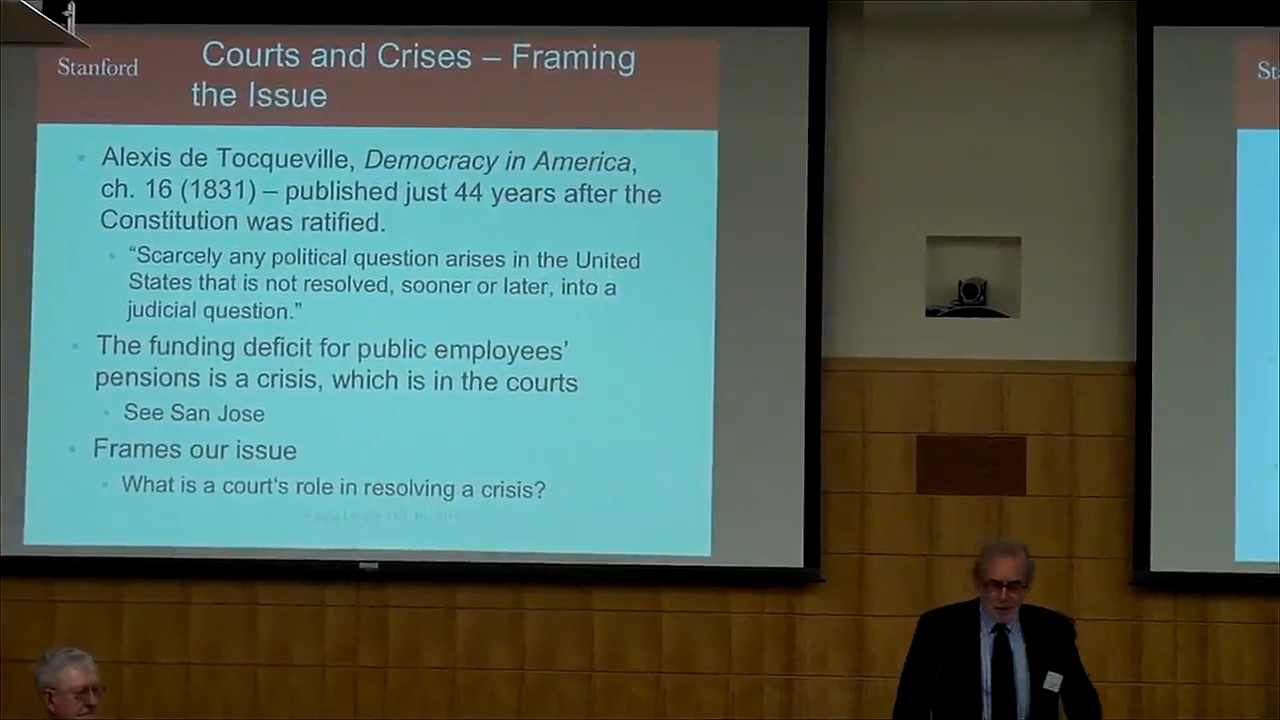 Stanford
Courts and Crises – Framing
the Issue
Alexis de Tocqueville, Democracy in America,
ch. 16 (1831) – published just 44 years after the
Constitution was ratified.
“Scarcely any political question arises in the United
States that is not resolved, sooner or later, into a
judicial question.”
The funding deficit for public employees’
pensions is a crisis, which is in the courts
See San Jose
Frames our issue
What is a court's role in resolving a crisis?
St